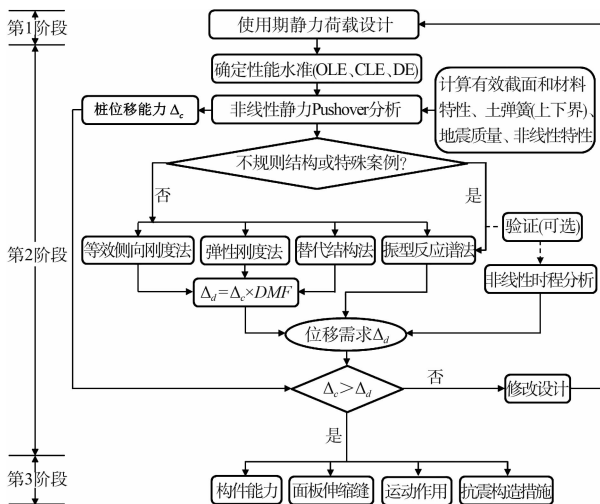 第1阶段
使用期静力荷载设计
确定性能水准(OLE、CLE、DE)
计算有效截面和材料
特性、土弹簧(上下界)、
地震质量、非线性特性
桩位移能力Δc
非线性静力Pushover分析
不规则结构或特殊案例?
否
是
第2阶段
等效侧向刚度法
弹性刚度法
替代结构法
振型反应谱法
验证(可选)
非线性时程分析
Δd=Δc×DMF
位移需求Δd
Δc>Δd
否
修改设计
是
第3阶段
构件能力
面板伸缩缝
运动作用
抗震构造措施